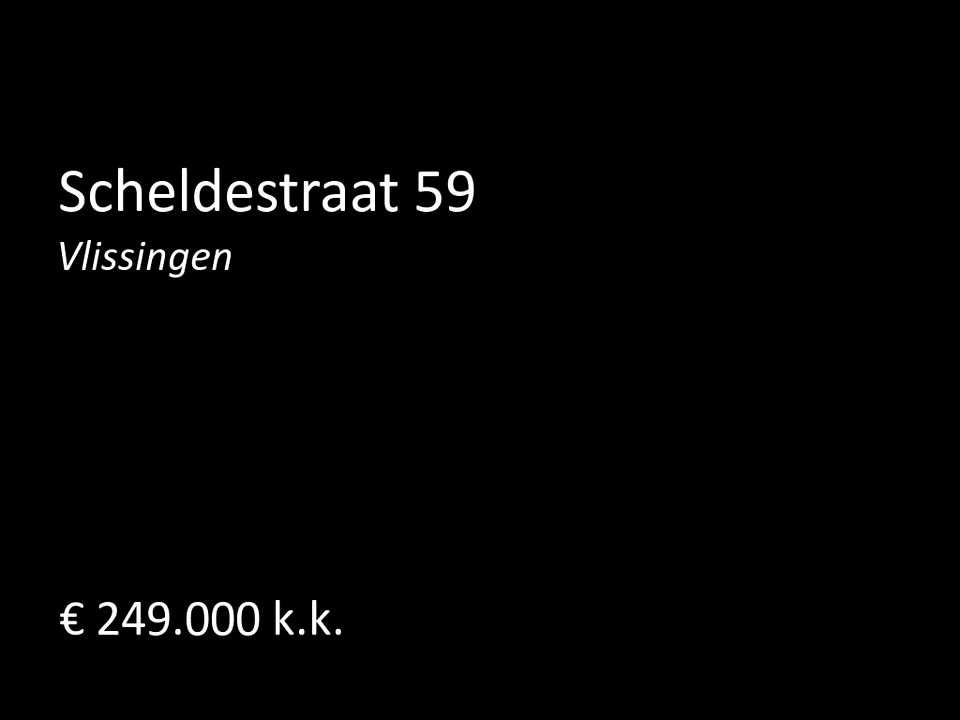 Scheldestraat 59
Vlissingen
€ 249.000 k.k.